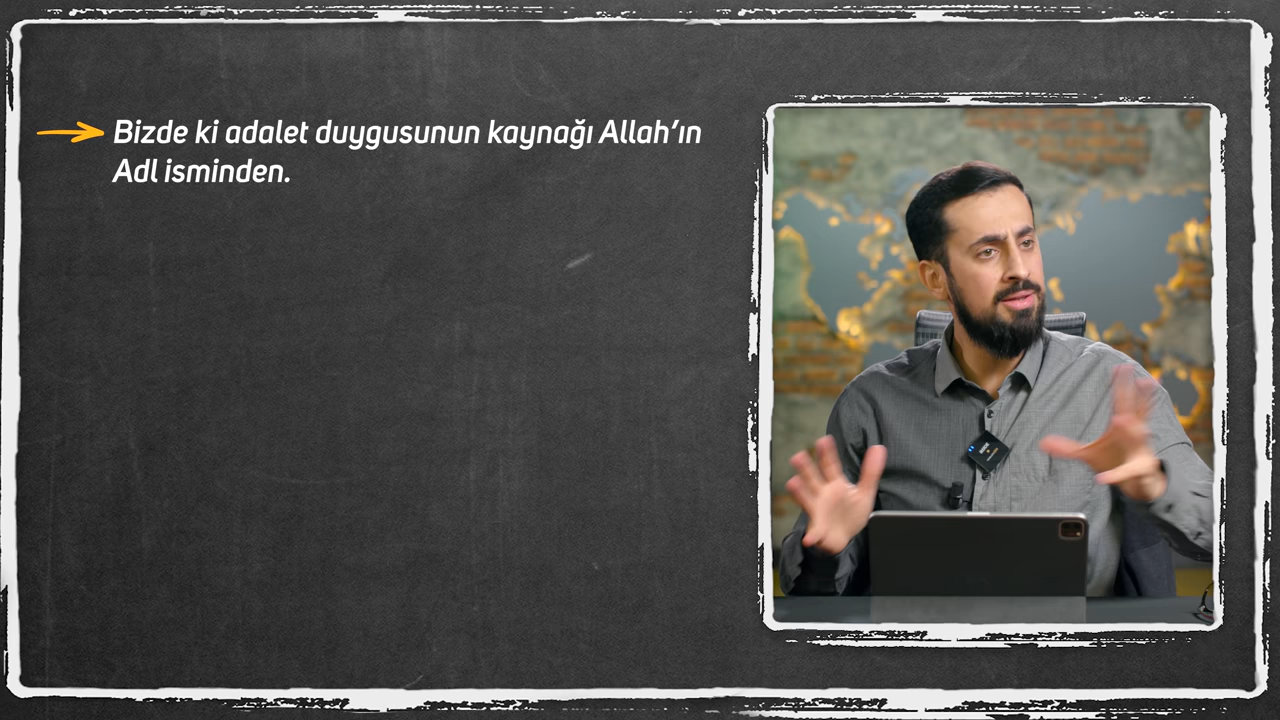 Bizde ki adalet duygusunun kaynağı Allah’ın
Adl isminden.